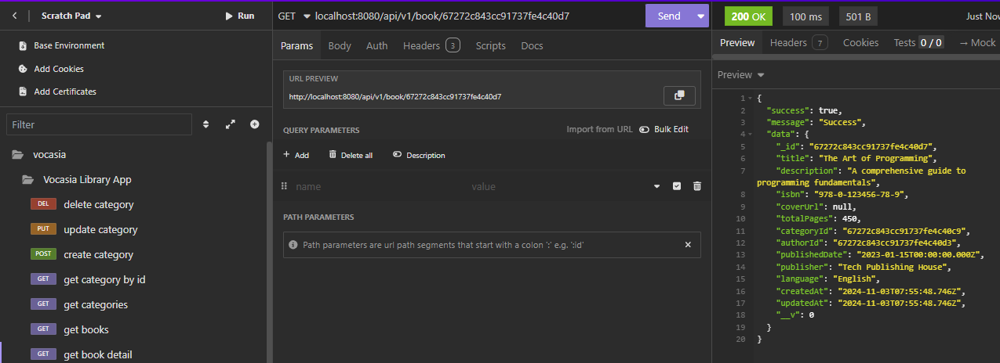 Scratch Pad
Run
Base Environment
Add Cookies
Add Certificates
Filter
vocasia
Vocasia Library App
DEL delete category
PUT update category
POST create category
GET get category by id
GET get categories
GET get books
GET get book detail
GET localhost:8080/api/v1/book/67272c843cc91737fe4c40d7 Send
Params Body Auth Headers 3 Scripts Docs
URL PREVIEW
http://localhost:8080/api/v1/book/67272c843cc91737fe4c40d7
QUERY PARAMETERS Import from URL Bulk Edit
+ Add Delete all Description
name value
PATH PARAMETERS
Path parameters are url path segments that start with a colon ':' e.g. ':id'
200 OK 100 ms 501 B Just Now
Preview Headers 7 Cookies Tests 0 / 0 → Mock
Preview
1 {
2 "success": true,
3 "message": "Success",
4 "data": {
5 "_id": "67272c843cc91737fe4c40d7",
6 "title": "The Art of Programming",
7 "description": "A comprehensive guide to
programming fundamentals",
8 "isbn": "978-0-123456-78-9",
9 "coverUrl": null,
10 "totalPages": 450,
11 "categoryId": "67272c843cc91737fe4c40c9",
12 "authorId": "67272c843cc91737fe4c40d3",
13 "publishedDate": "2023-01-15T00:00:00.000Z",
14 "publisher": "Tech Publishing House",
15 "language": "English",
16 "createdAt": "2024-11-03T07:55:48.746Z",
17 "updatedAt": "2024-11-03T07:55:48.746Z",
18 "__v": 0
19 }
20 }